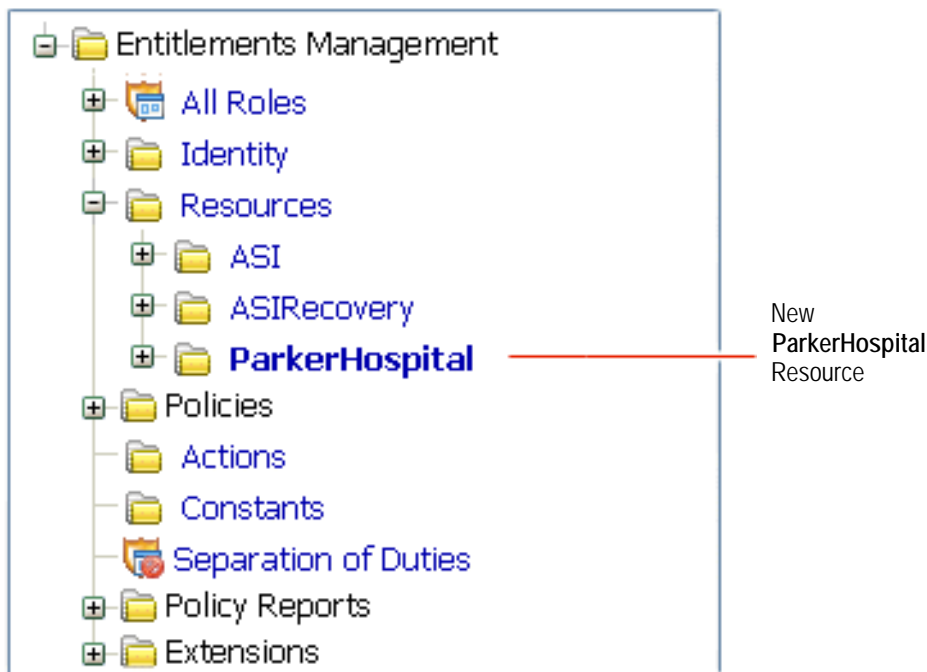 Entitlements Management
All Roles
Identity
Resources
ASI
ASIRecovery
ParkerHospital
Policies
Actions
Constants
Separation of Duties
Policy Reports
Extensions
New
ParkerHospital
Resource